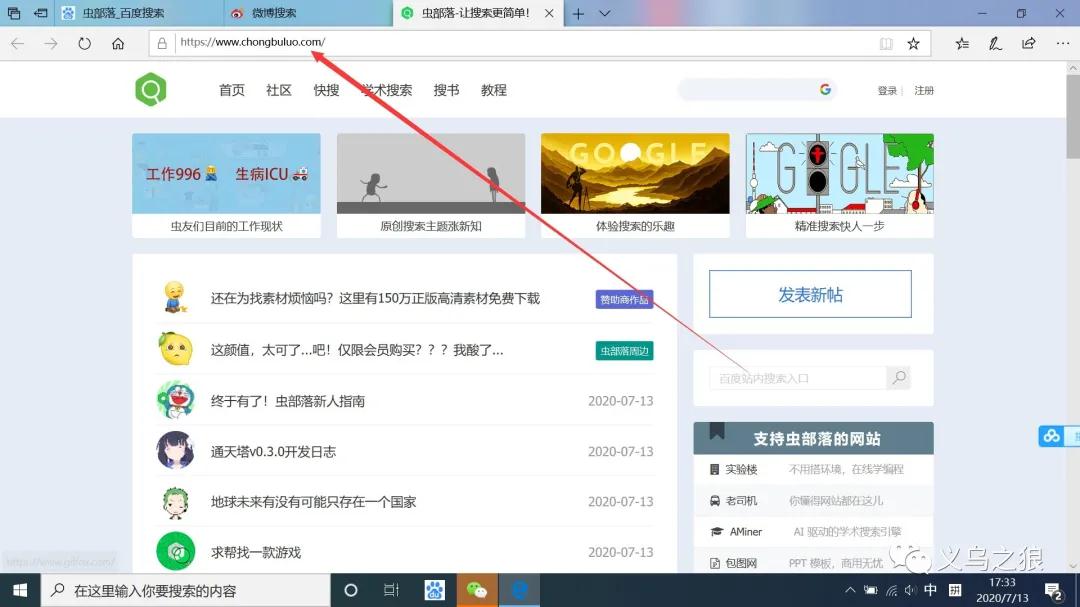 虫部落_百度搜索
微博搜索
虫部落-让搜索更简单!
https://www.chongbuluo.com/
首页 社区 快搜 学术搜索 搜书 教程
登录 注册
工作996 生病ICU
GOOGLE
GOOGLE
虫友们目前的工作现状
原创搜索主题涨新知
体验搜索的乐趣
精准搜索快人一步
还在为找素材烦恼吗?这里有150万正版高清素材免费下载
赞助商作品
这颜值,太可了...吧!仅限会员购买???我酸了...
虫部落周边
终于有了!虫部落新人指南
2020-07-13
通天塔v0.3.0开发日志
2020-07-13
地球未来有没有可能只存在一个国家
2020-07-13
求帮找一款游戏
2020-07-13
发表新帖
百度站内搜索入口
支持虫部落的网站
实验楼 不用搭环境,在线学编程
老司机 你懂得网站都在这儿
AMiner AI 驱动的学术搜索引擎
包图网 PPT 模板,商用无忧
https://www.gitlou.com/
义乌之狼
在这里输入你要搜索的内容
中
拼
17:33
2020/7/13
2